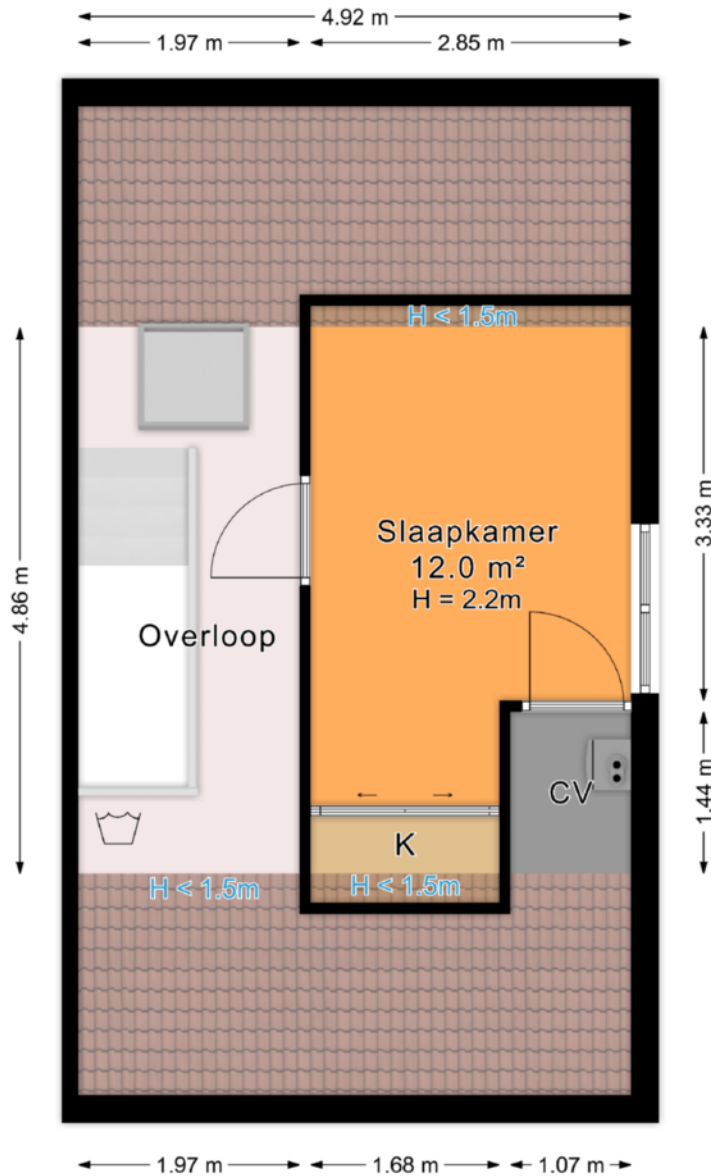 4.92 m
1.97 m
2.85 m
H < 1.5m
3.33 m
Slaapkamer
12.0 m²
H = 2.2m
4.86 m
Overloop
1.44 m
CV
K
H < 1.5m
H < 1.5m
1.97 m
1.68 m
1.07 m